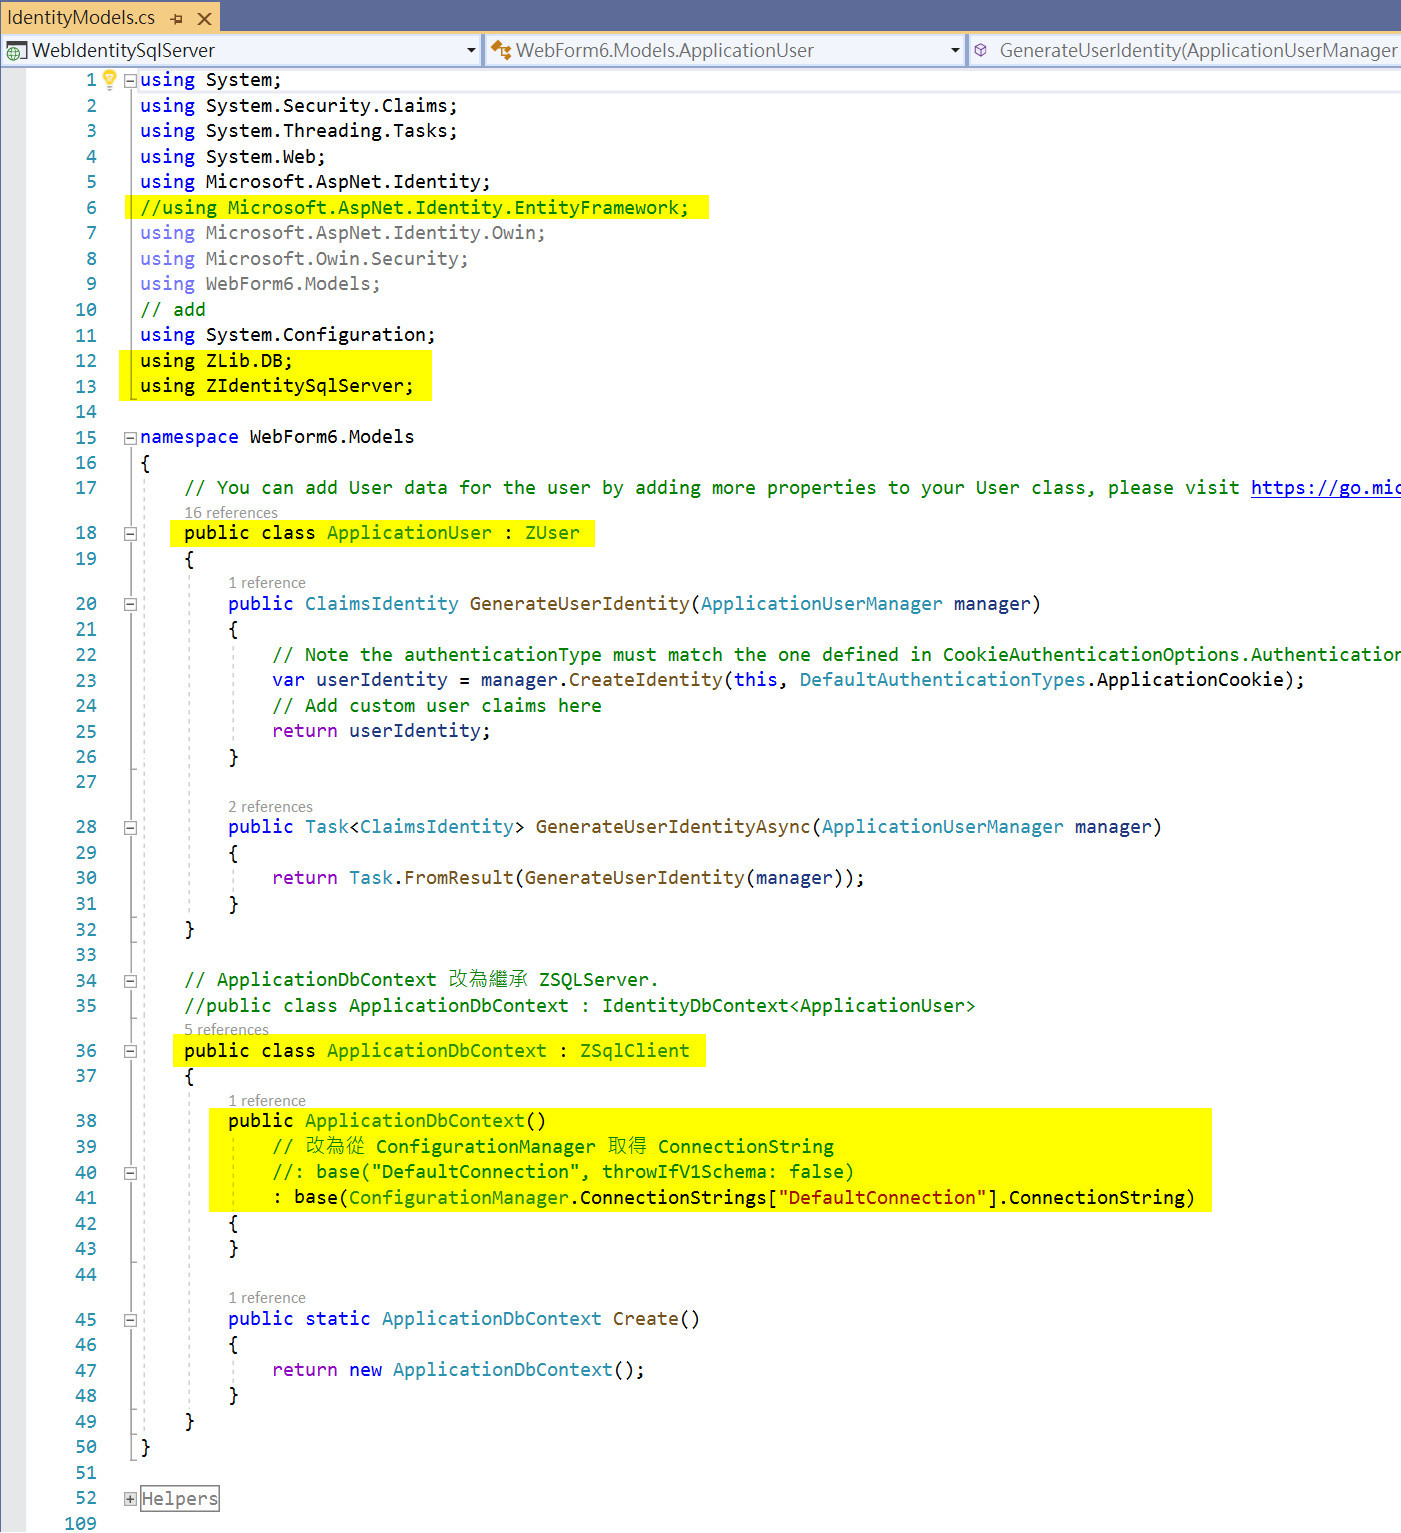 IdentityModels.cs
WebIdentitySqlServer WebForm6.Models.ApplicationUser GenerateUserIdentity(ApplicationUserManager
1 using System;
2 using System.Security.Claims;
3 using System.Threading.Tasks;
4 using System.Web;
5 using Microsoft.AspNet.Identity;
6 //using Microsoft.AspNet.Identity.EntityFramework;
7 using Microsoft.AspNet.Identity.Owin;
8 using Microsoft.Owin.Security;
9 using WebForm6.Models;
10 // add
11 using System.Configuration;
12 using ZLib.DB;
13 using ZIdentitySqlServer;
14
15 namespace WebForm6.Models
16 {
17 // You can add User data for the user by adding more properties to your User class, please visit https://go.mic
16 references
18 public class ApplicationUser : ZUser
19 {
1 reference
20 public ClaimsIdentity GenerateUserIdentity(ApplicationUserManager manager)
21 {
22 // Note the authenticationType must match the one defined in CookieAuthenticationOptions.Authentication
23 var userIdentity = manager.CreateIdentity(this, DefaultAuthenticationTypes.ApplicationCookie);
24 // Add custom user claims here
25 return userIdentity;
26 }
27
2 references
28 public Task<ClaimsIdentity> GenerateUserIdentityAsync(ApplicationUserManager manager)
29 {
30 return Task.FromResult(GenerateUserIdentity(manager));
31 }
32 }
33
34 // ApplicationDbContext 改為繼承 ZSQLServer.
35 //public class ApplicationDbContext : IdentityDbContext<ApplicationUser>
5 references
36 public class ApplicationDbContext : ZSqlClient
37 {
1 reference
38 public ApplicationDbContext()
39 // 改為從 ConfigurationManager 取得 ConnectionString
40 //: base("DefaultConnection", throwIfV1Schema: false)
41 : base(ConfigurationManager.ConnectionStrings["DefaultConnection"].ConnectionString)
42 {
43 }
44
1 reference
45 public static ApplicationDbContext Create()
46 {
47 return new ApplicationDbContext();
48 }
49 }
50 }
51
52 Helpers
109